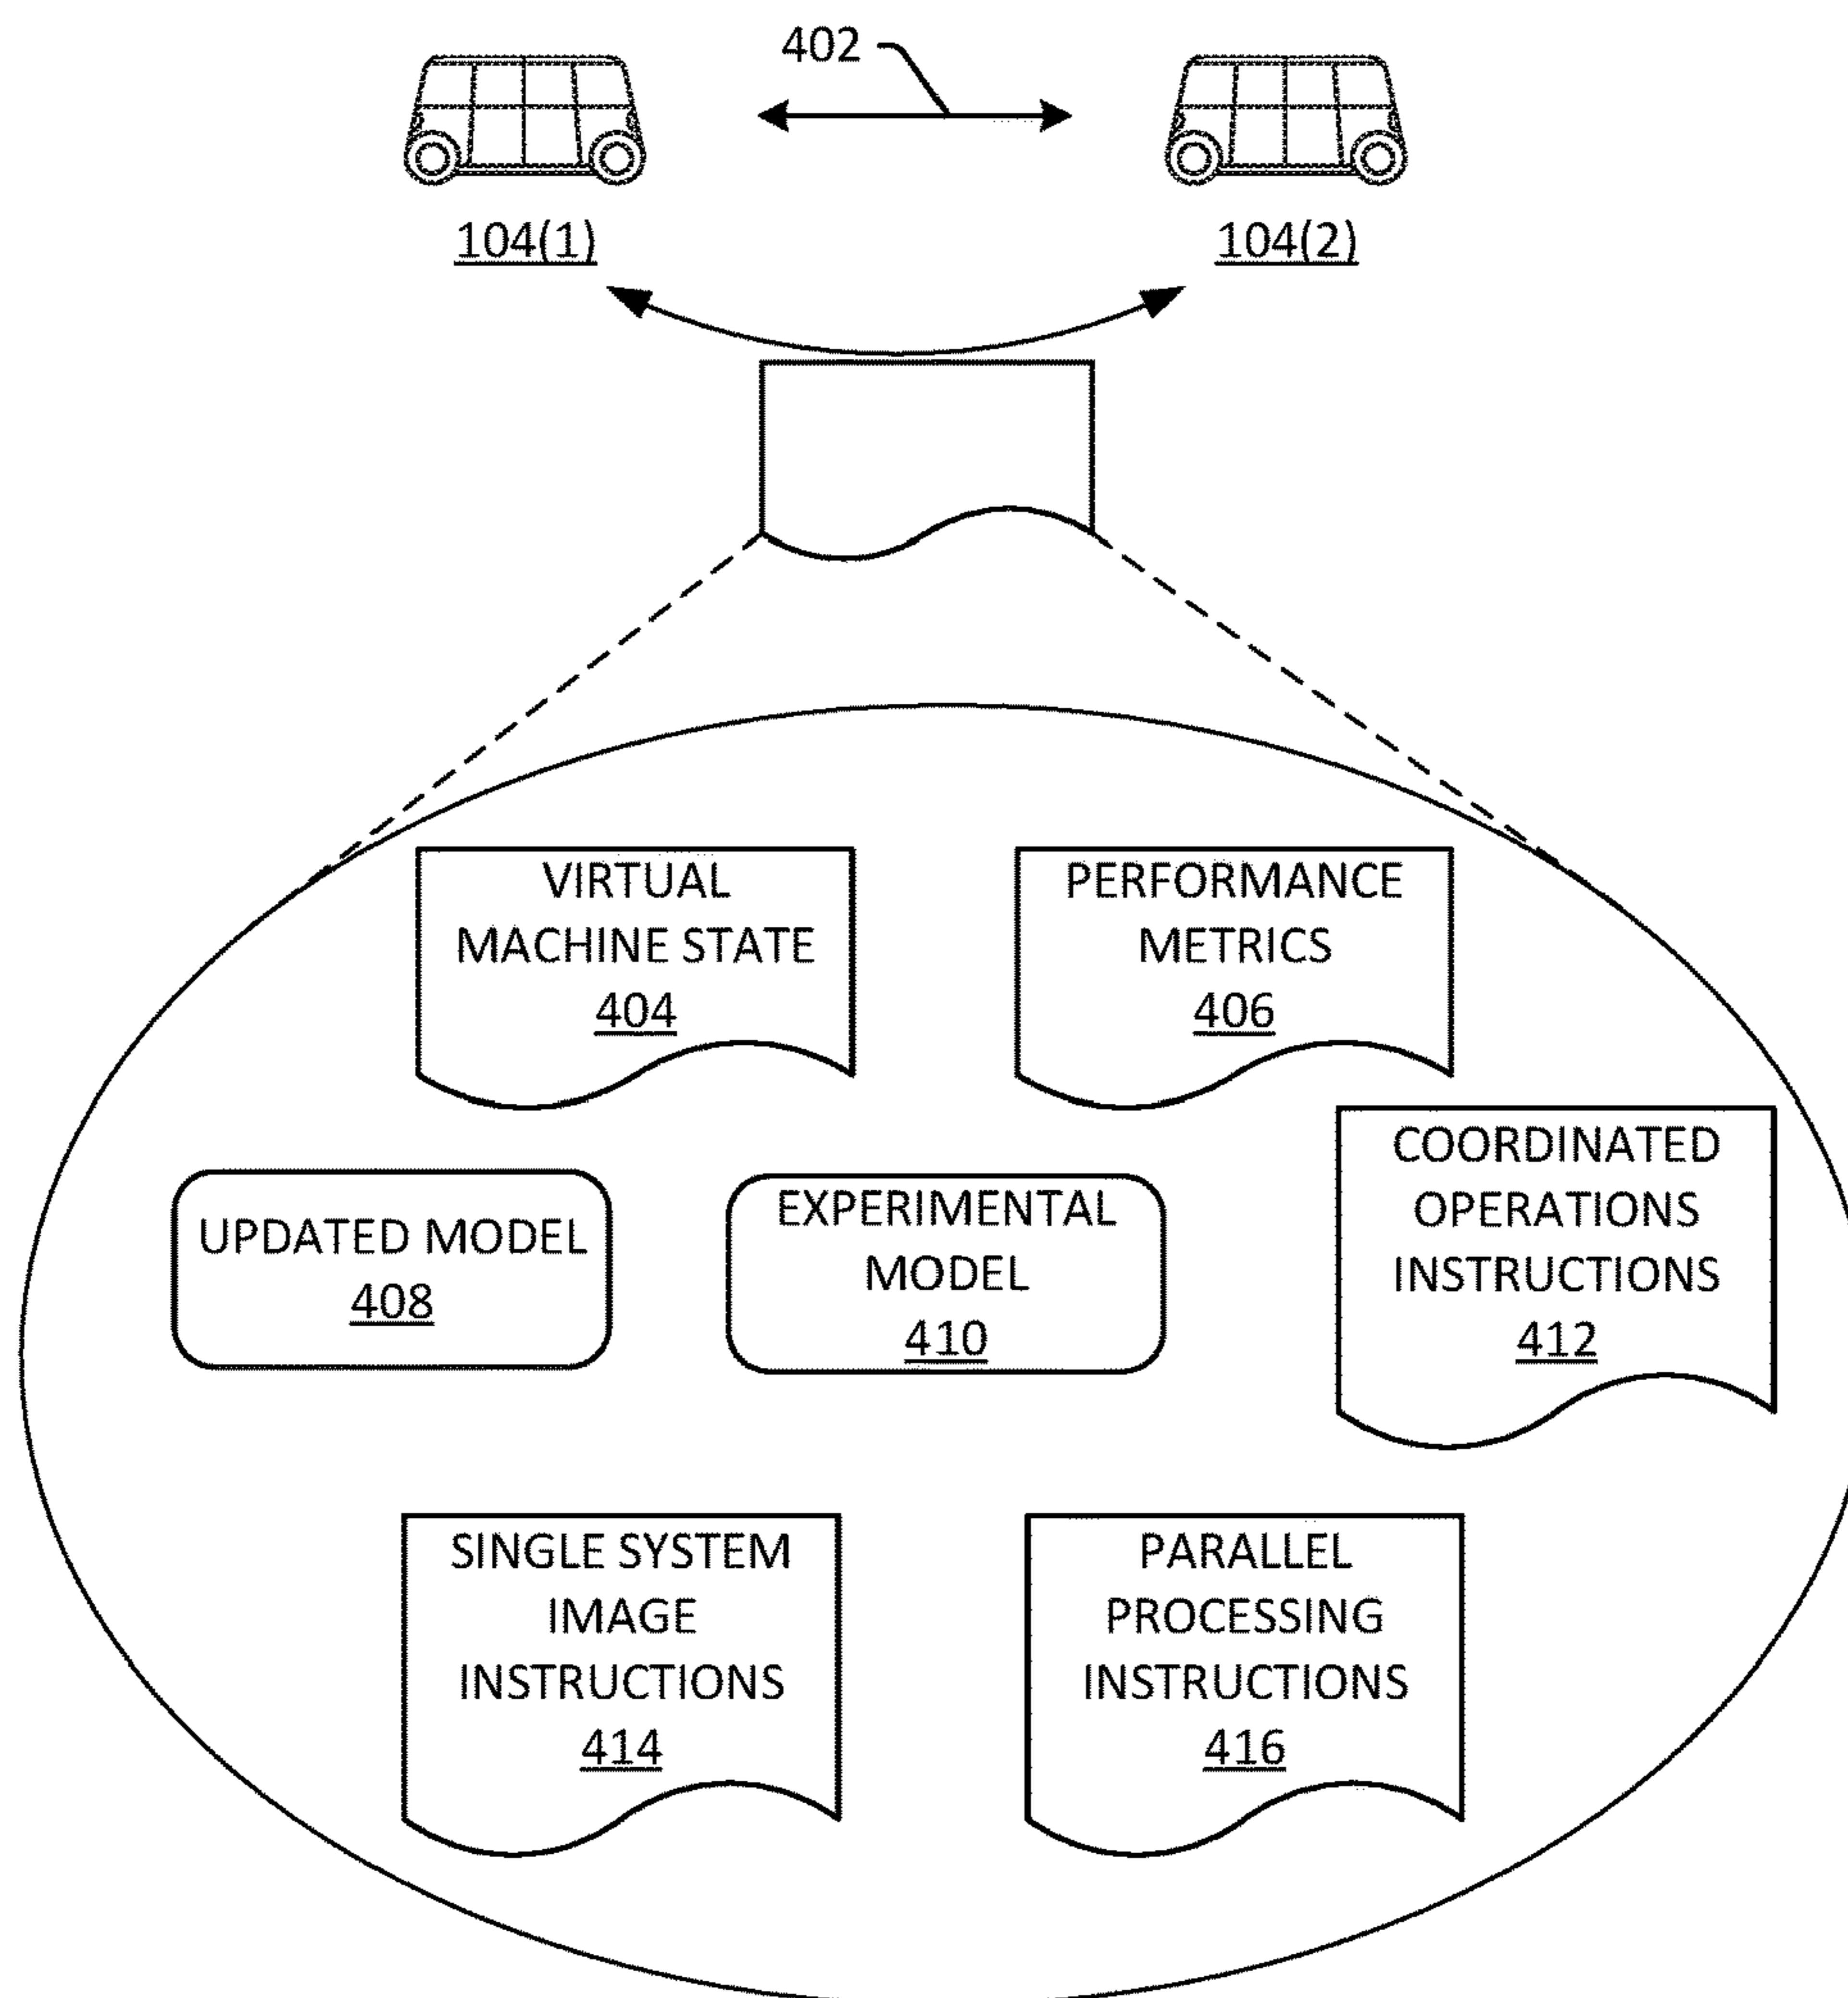 402
104(1)
104(2)
VIRTUAL
MACHINE STATE
404
PERFORMANCE
METRICS
406
UPDATED MODEL
408
EXPERIMENTAL
MODEL
410
COORDINATED
OPERATIONS
INSTRUCTIONS
412
SINGLE SYSTEM
IMAGE
INSTRUCTIONS
414
PARALLEL
PROCESSING
INSTRUCTIONS
416